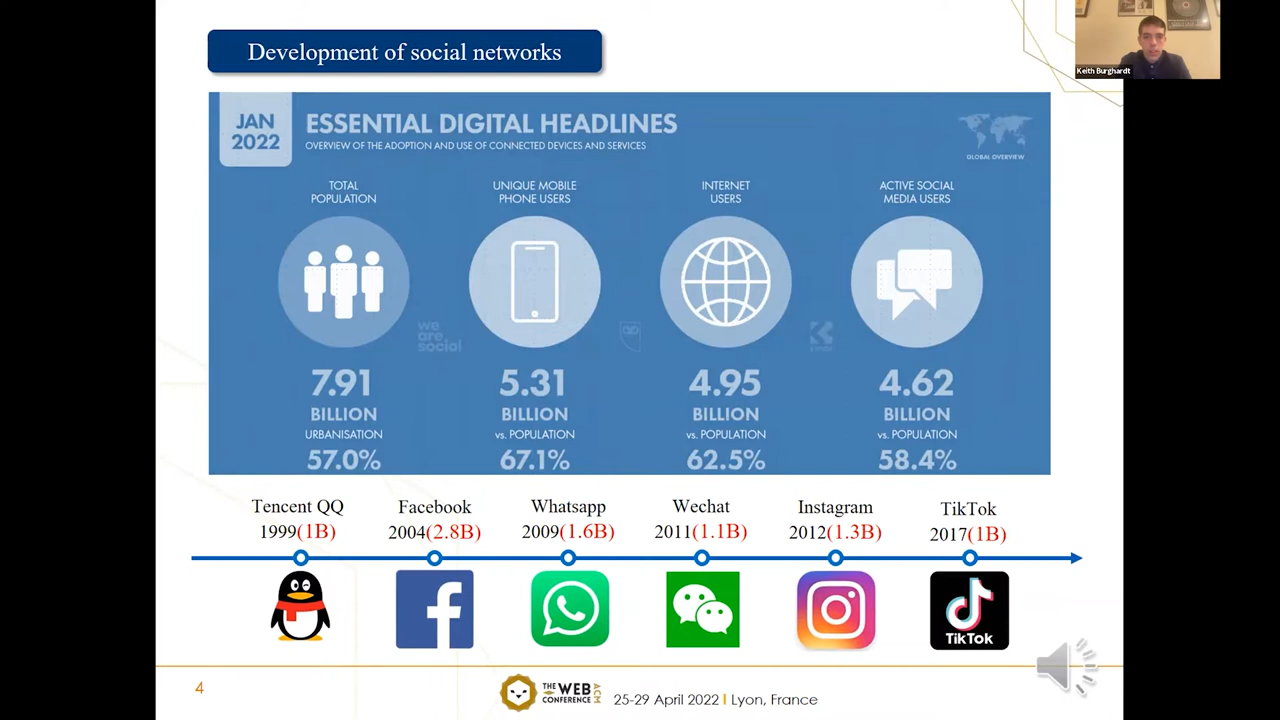 Development of social networks
Keith Burghardt
JAN
2022
ESSENTIAL DIGITAL HEADLINES
OVERVIEW OF THE ADOPTION AND USE OF CONNECTED DEVICES AND SERVICES
GLOBAL OVERVIEW
TOTAL
POPULATION
UNIQUE MOBILE
PHONE USERS
INTERNET
USERS
ACTIVE SOCIAL
MEDIA USERS
we
are
social
7.91
BILLION
URBANISATION
57.0%
5.31
BILLION
vs. POPULATION
67.1%
4.95
BILLION
vs. POPULATION
62.5%
4.62
BILLION
vs. POPULATION
58.4%
Tencent QQ
1999(1B)
Facebook
2004(2.8B)
Whatsapp
2009(1.6B)
Wechat
2011(1.1B)
Instagram
2012(1.3B)
TikTok
2017(1B)
TikTok
4
THE WEB
CONFERENCE
ACM
25-29 April 2022 I Lyon, France